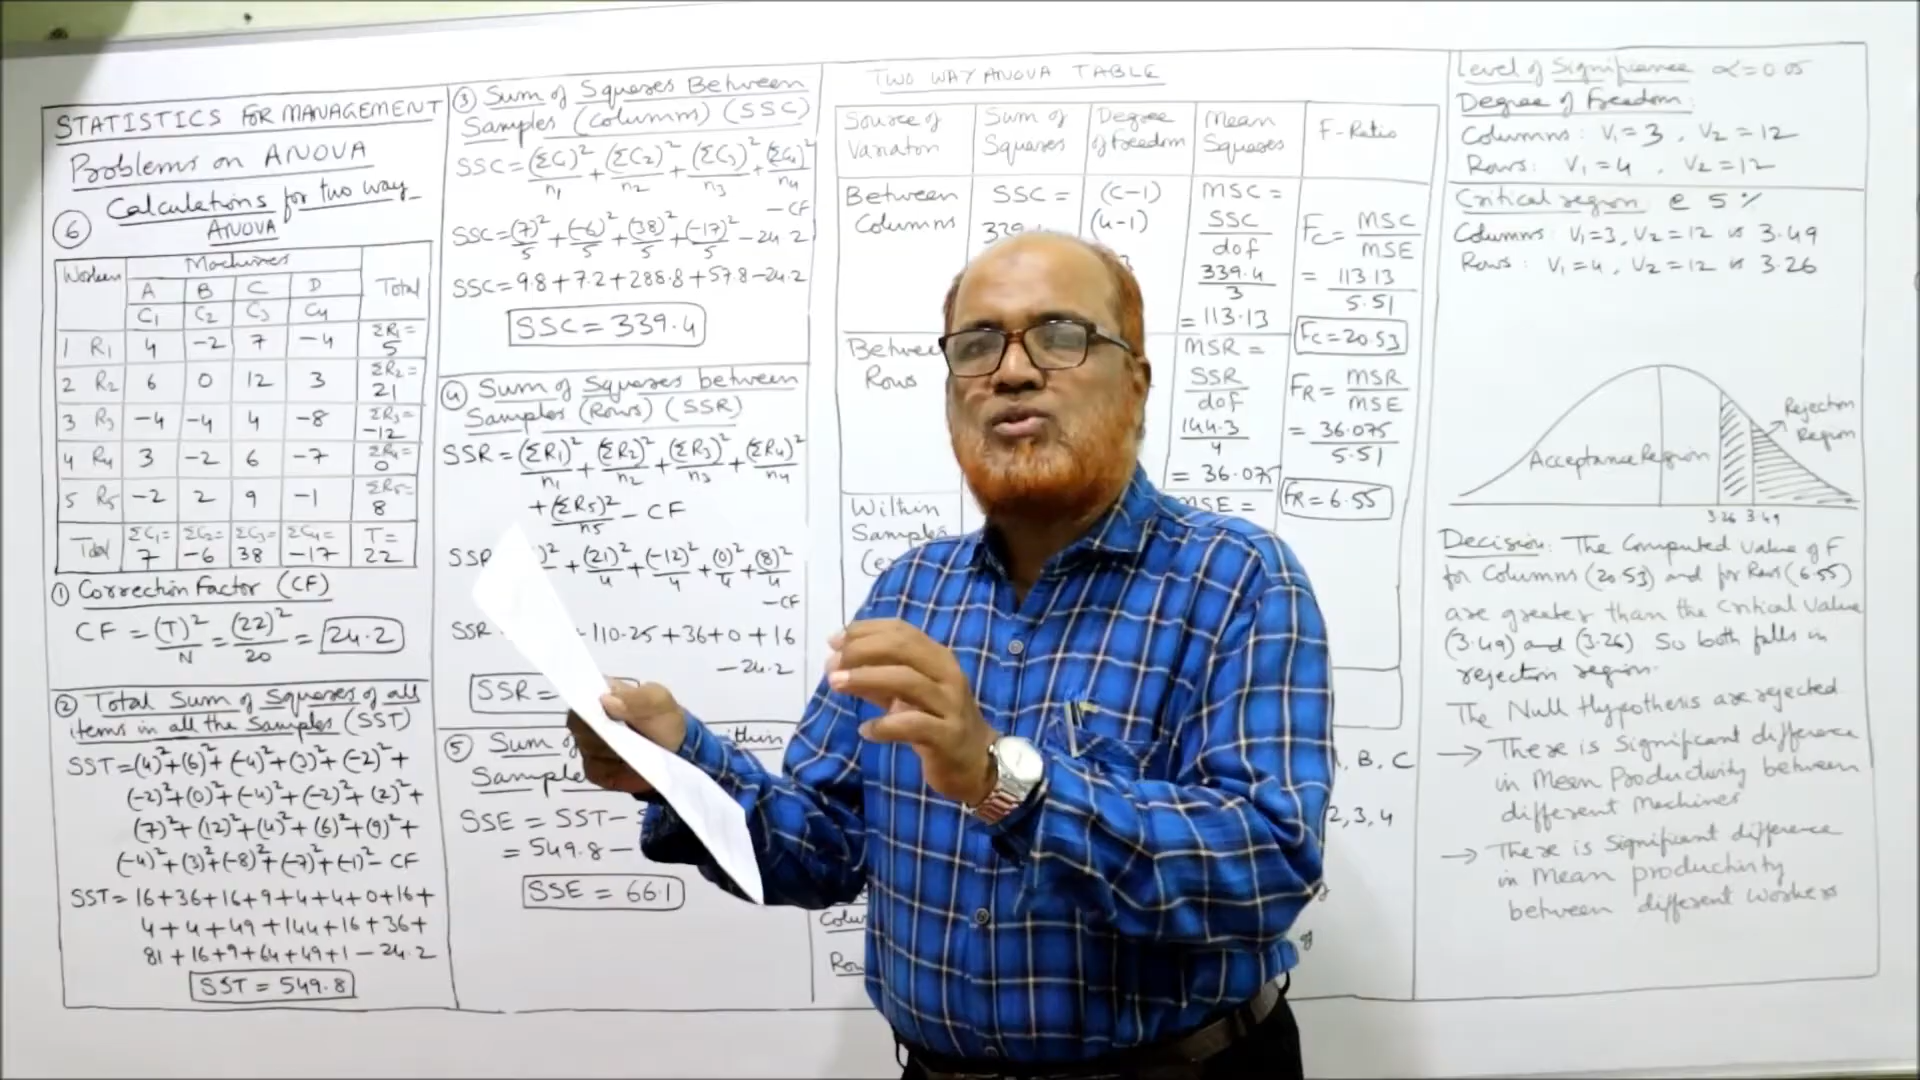 STATISTICS FOR MANAGEMENT
Problems on ANOVA
⑥ Calculations for two way
ANOVA
Workers Machines Total
A B C D
C₁ C₂ C₃ C₄
1 R₁ 4 -2 7 -4 ΣR₁= 5
2 R₂ 6 0 12 3 ΣR₂= 21
3 R₃ -4 -4 4 -8 ΣR₃= -12
4 R₄ 3 -2 6 -7 ΣR₄= 0
5 R₅ -2 2 9 -1 ΣR₅= 8
Total ΣC₁= 7 ΣC₂= -6 ΣC₃= 38 ΣC₄= -17 T= 22
① Correction Factor (CF)
CF = (T)²/N = (22)²/20 = 24.2
② Total Sum of Squares of all
items in all the Samples (SST)
SST=(4)²+(6)²+(-4)²+(3)²+(-2)²+
(-2)²+(0)²+(-4)²+(-2)²+(2)²+
(7)²+(12)²+(4)²+(6)²+(9)²+
(-4)²+(3)²+(-8)²+(-7)²+(-1)²- CF
SST= 16+36+16+9+4+4+0+16+
4+4+49+144+16+36+
81+16+9+64+49+1-24.2
SST = 549.8
③ Sum of Squares Between
Samples (Columns) (SSC)
SSC=(ΣC₁)²/n₁+(ΣC₂)²/n₂+(ΣC₃)²/n₃+(ΣC₄)²/n₄
-CF
SSC=(7)²/5+(-6)²/5+(38)²/5+(-17)²/5-24.2
SSC=9.8+7.2+288.8+57.8-24.2
SSC = 339.4
④ Sum of Squares between
Samples (Rows) (SSR)
SSR=(ΣR₁)²/n₁+(ΣR₂)²/n₂+(ΣR₃)²/n₃+(ΣR₄)²/n₄
+(ΣR₅)²/n₅-CF
SSR +(21)²/4+(-12)²/4+(0)²/4+(8)²/4
-CF
SSR 110.25+36+0+16
-24.2
SSR =
⑤ Sum of within
Samples
SSE = SST-
= 549.8-
SSE = 66.1
TWO WAY ANOVA TABLE
Source of Variation Sum of Squares Degree of freedom Mean Squares F-Ratio
Between Columns SSC = (C-1) (4-1) MSC = SSC/dof 339.4/3 = 113.13 Fc = MSC/MSE = 113.13/5.51 Fc=20.53
Between Rows MSR = SSR/dof 144.3/4 = 36.075 FR = MSR/MSE = 36.075/5.51 FR=6.55
Within Samples MSE =
B, C
2,3,4
Level of Significance α=0.05
Degree of freedom:
Columns: V₁=3, V₂=12
Rows: V₁=4, V₂=12
Critical region @ 5%
Columns: V₁=3, V₂=12 is 3.49
Rows: V₁=4, V₂=12 is 3.26
Rejection
Region
Acceptance Region
3.26 3.49
Decision: The Computed value of F
for Columns (20.53) and for Rows (6.55)
are greater than the Critical Value
(3.49) and (3.26) So both falls in
rejection region.
The Null Hypothesis are rejected
→ There is Significant difference
in Mean Productivity between
different Machines
→ There is Significant difference
in Mean productivity
between different workers